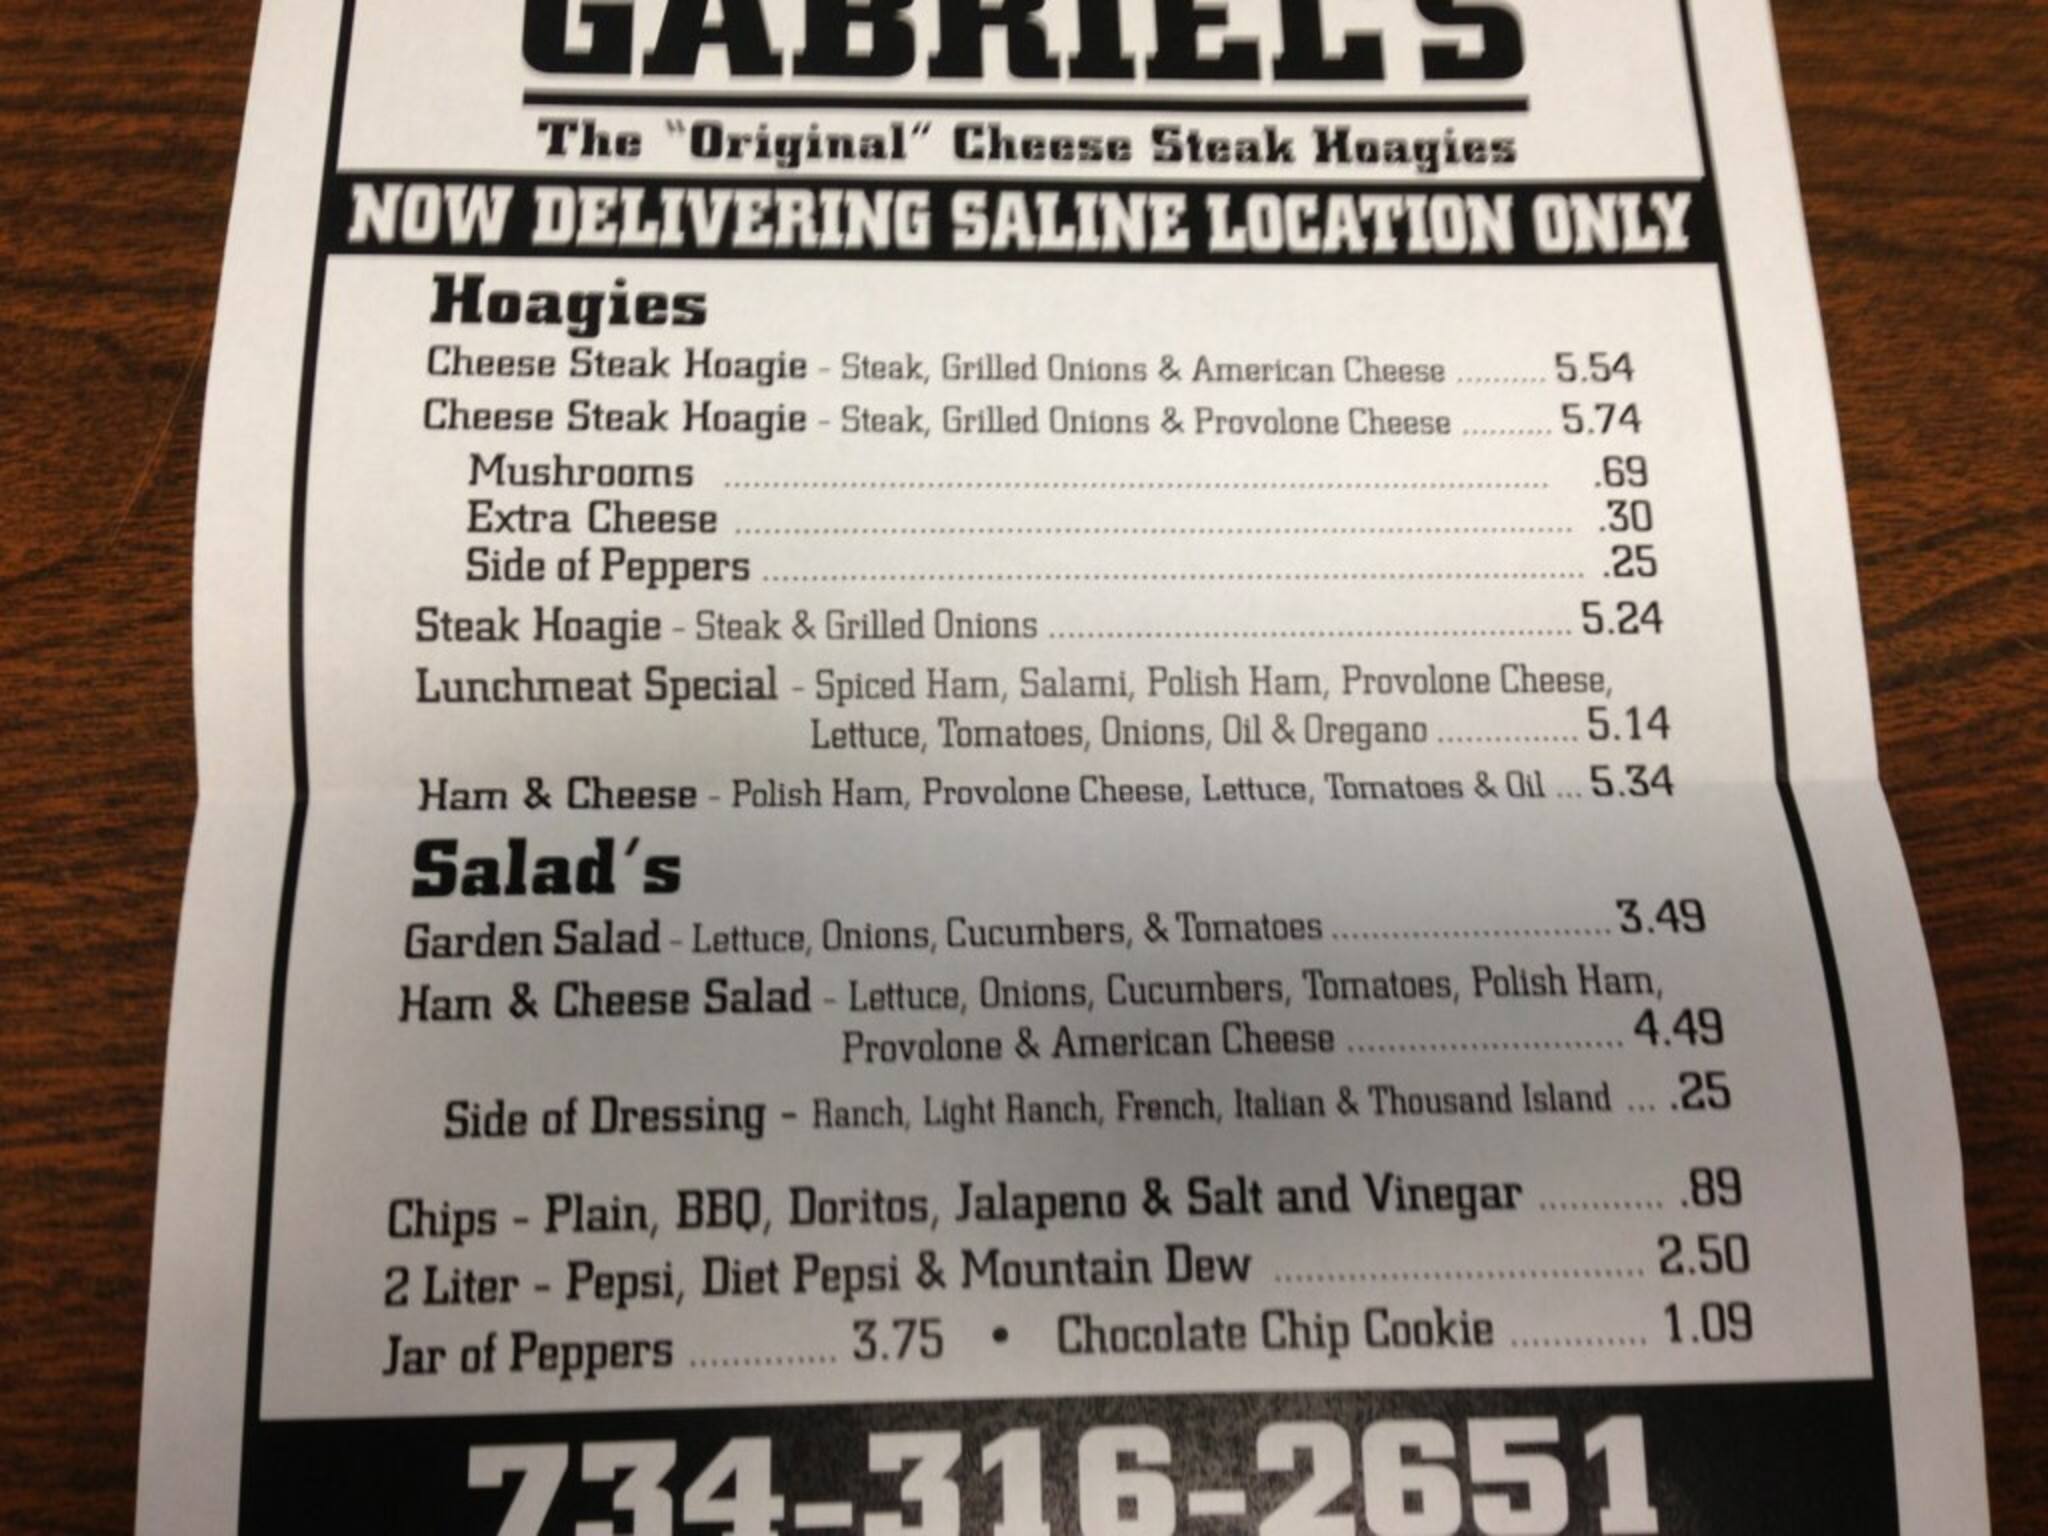 GABRIEL'S
The "Original" Cheese Steak Hoagies
NOW DELIVERING SALINE LOCATION ONLY
Hoagies
Cheese Steak Hoagie - Steak, Grilled Onions & American Cheese .......... 5.54
Cheese Steak Hoagie - Steak, Grilled Onions & Provolone Cheese .......... 5.74
Mushrooms .......... .69
Extra Cheese .......... .30
Side of Peppers .......... .25
Steak Hoagie - Steak & Grilled Onions .......... 5.24
Lunchmeat Special - Spiced Ham, Salami, Polish Ham, Provolone Cheese,
Lettuce, Tomatoes, Onions, Oil & Oregano .......... 5.14
Ham & Cheese - Polish Ham, Provolone Cheese, Lettuce, Tomatoes & Oil ... 5.34
Salad's
Garden Salad - Lettuce, Onions, Cucumbers, & Tomatoes .......... 3.49
Ham & Cheese Salad - Lettuce, Onions, Cucumbers, Tomatoes, Polish Ham,
Provolone & American Cheese .......... 4.49
Side of Dressing - Ranch, Light Ranch, French, Italian & Thousand Island ... .25
Chips - Plain, BBQ, Doritos, Jalapeno & Salt and Vinegar .......... .89
2 Liter - Pepsi, Diet Pepsi & Mountain Dew .......... 2.50
Jar of Peppers .......... 3.75 • Chocolate Chip Cookie .......... 1.09
734-316-2651